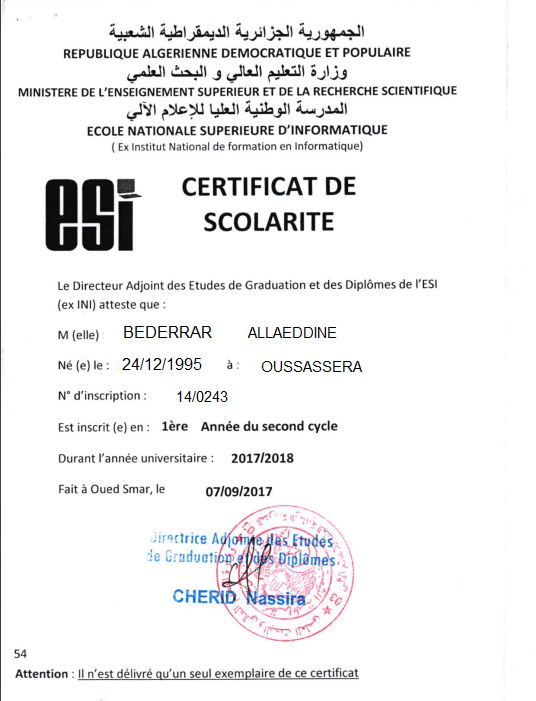 الجمهورية الجزائرية الديمقراطية الشعبية
REPUBLIQUE ALGERIENNE DEMOCRATIQUE ET POPULAIRE
وزارة التعليم العالي و البحث العلمي
MINISTERE DE L'ENSEIGNEMENT SUPERIEUR ET DE LA RECHERCHE SCIENTIFIQUE
المدرسة الوطنية العليا للإعلام الآلي
ECOLE NATIONALE SUPERIEURE D'INFORMATIQUE
( Ex Institut National de formation en Informatique)
esi
CERTIFICAT DE
SCOLARITE
Le Directeur Adjoint des Etudes de Graduation et des Diplômes de l'ESI
(ex INI) atteste que :
M (elle) BEDERRAR ALLAEDDINE
Né (e) le : 24/12/1995 à : OUSSASSERA
N° d'inscription : 14/0243
Est inscrit (e) en : 1ère Année du second cycle
Durant l'année universitaire : 2017/2018
Fait à Oued Smar, le 07/09/2017
Directrice Adjointe des Etudes
de Graduation et des Diplâmes
CHERID Nassira
54
Attention : Il n'est délivré qu'un seul exemplaire de ce certificat